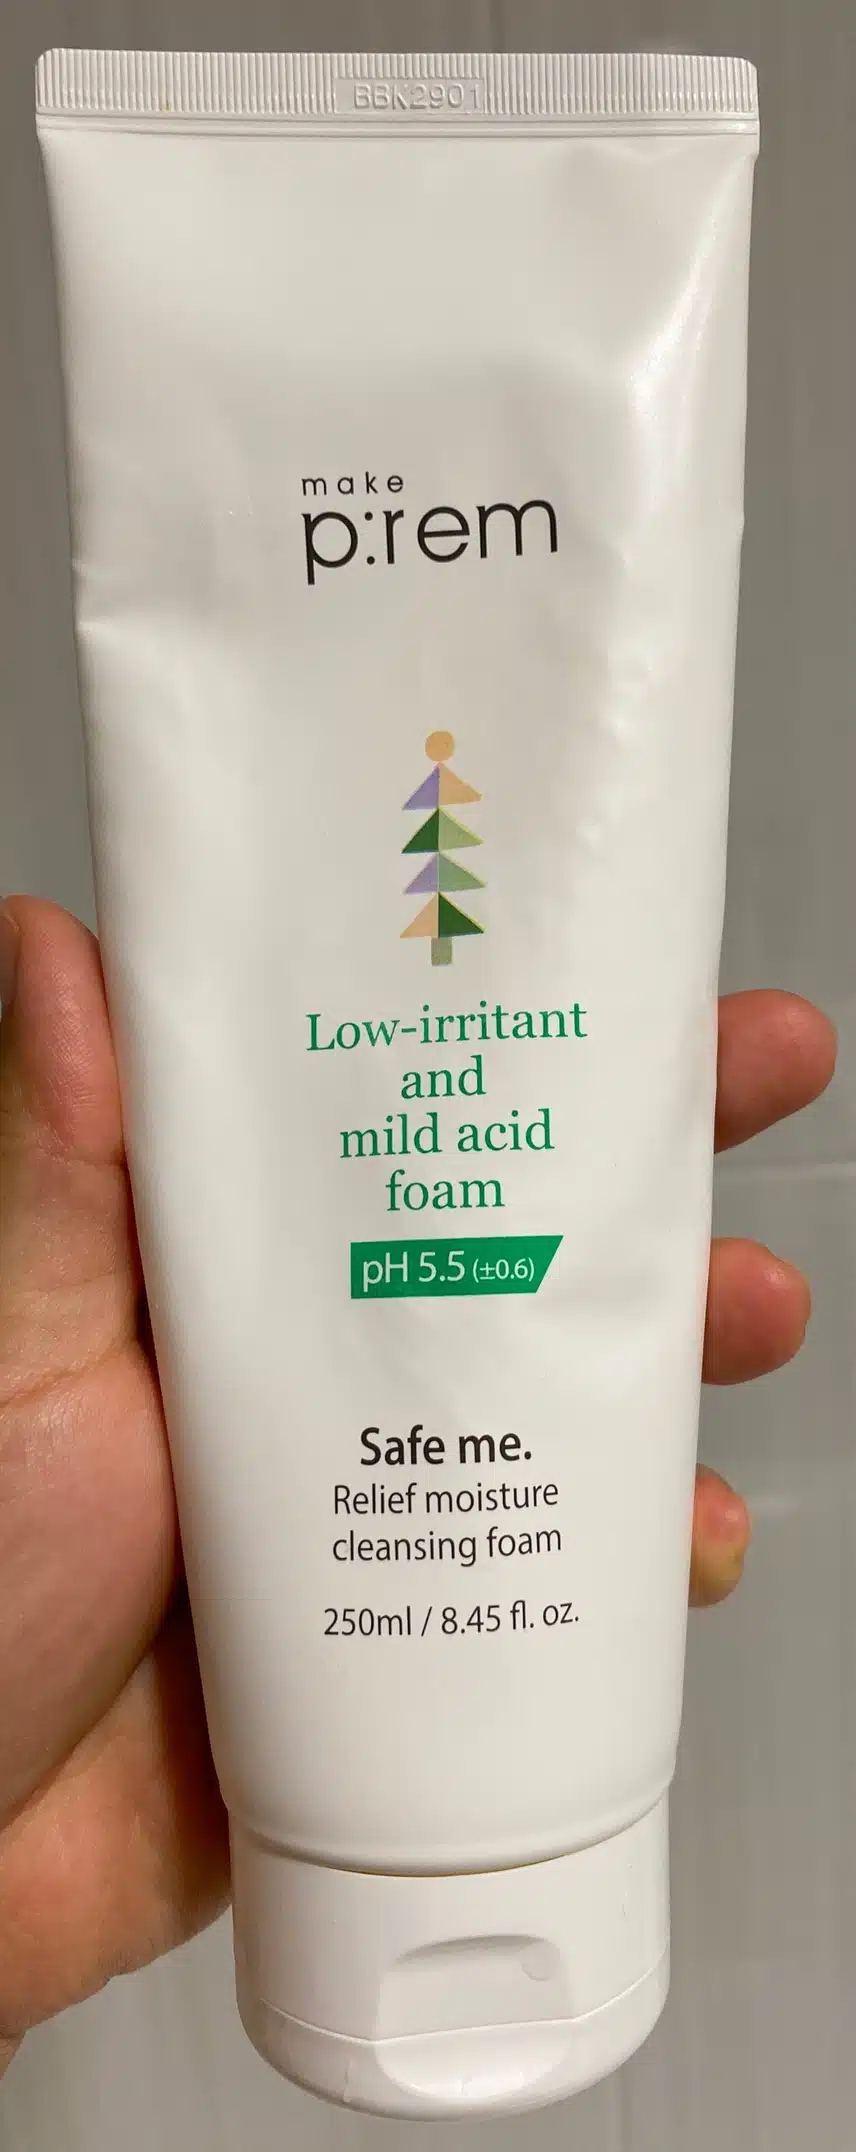 BBK2901
make
p:rem
Low-irritant
and
mild acid
foam
pH 5.5 (±0.6)
Safe me.
Relief moisture
cleansing foam
250ml / 8.45 fl. oz.